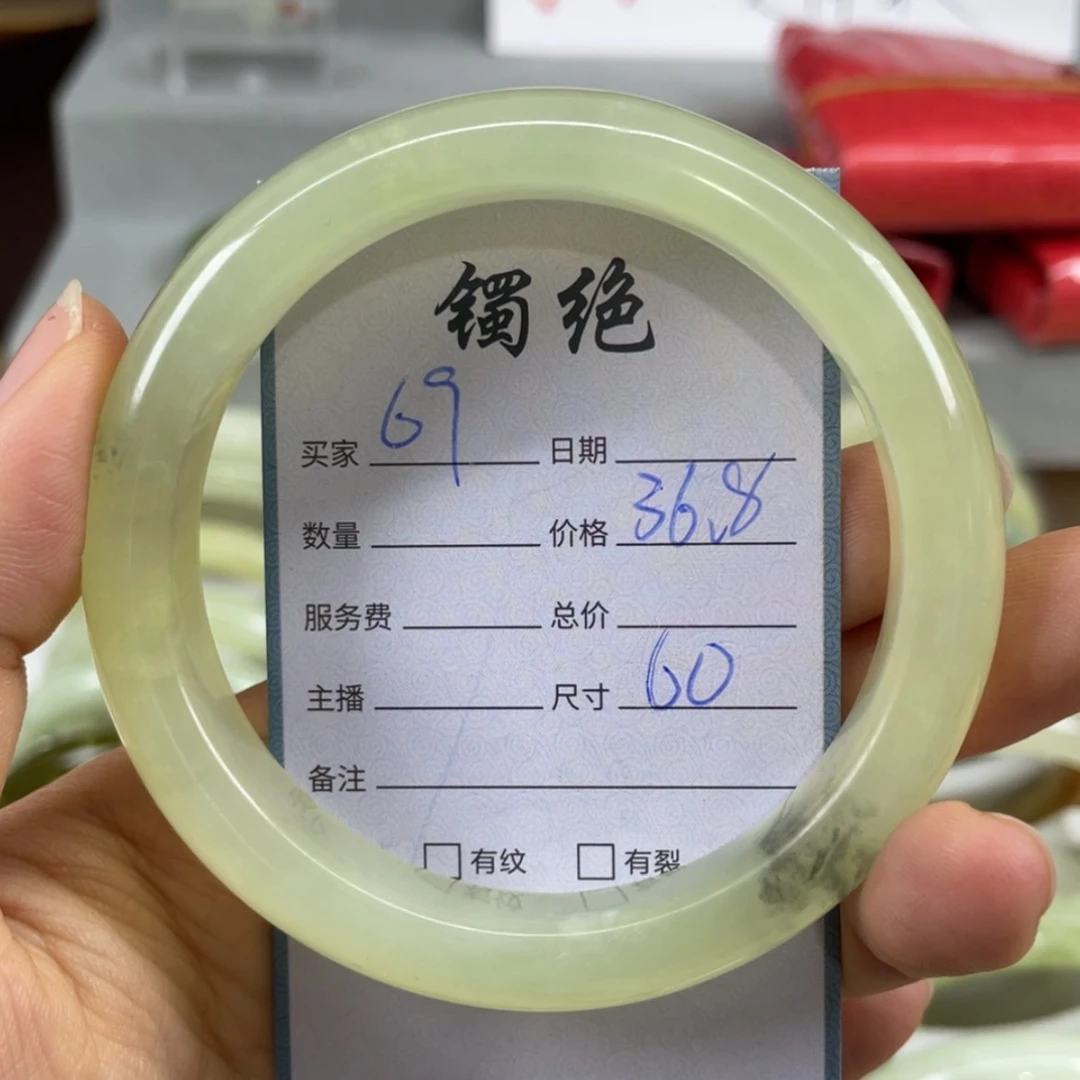 镯绝
买家 69 日期
数量 价格 36.8
服务费 总价
主播 尺寸 60
备注
□ 有纹 □ 有裂